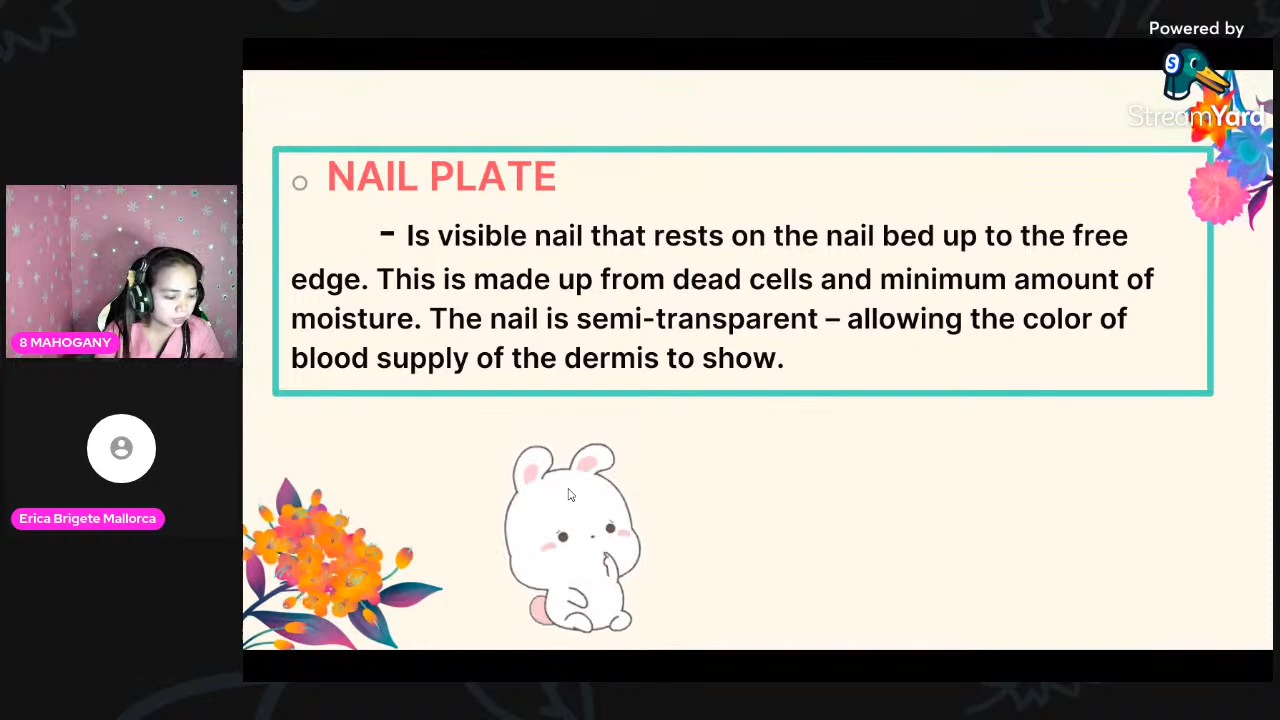 Powered by
S
StreamYard
NAIL PLATE
- Is visible nail that rests on the nail bed up to the free
edge. This is made up from dead cells and minimum amount of
moisture. The nail is semi-transparent – allowing the color of
blood supply of the dermis to show.
8 MAHOGANY
Erica Brigete Mallorca